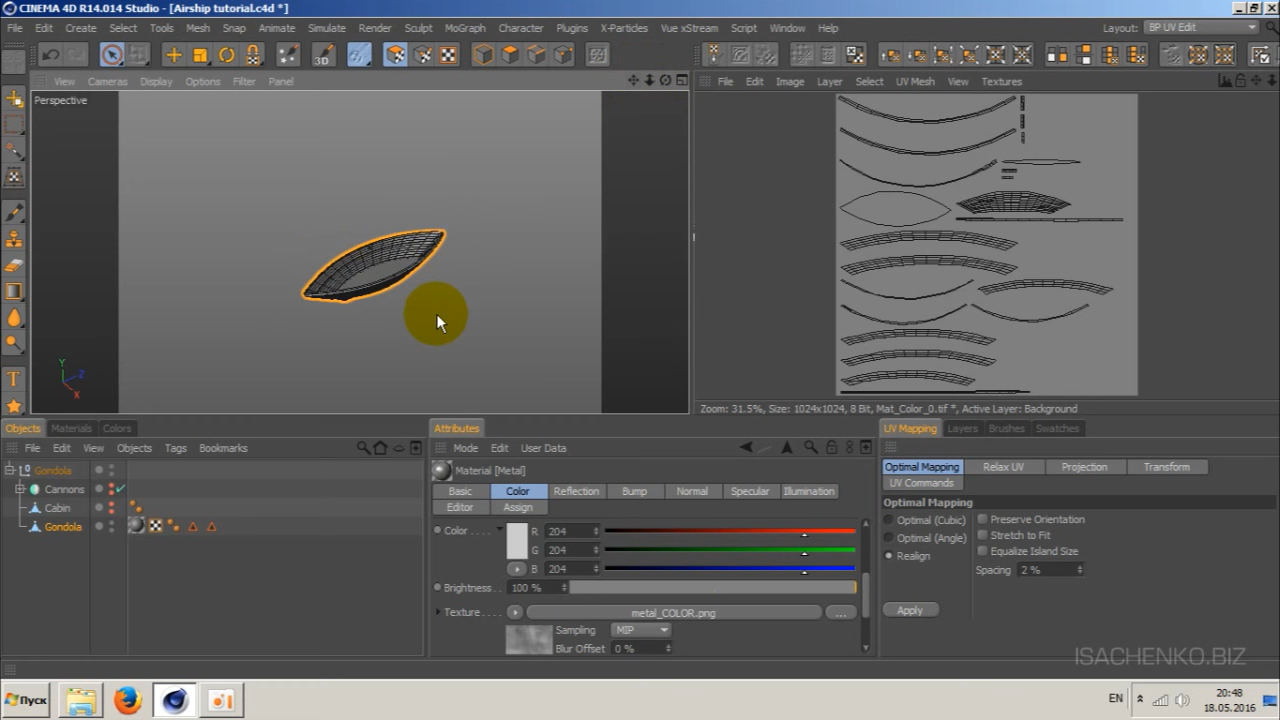 CINEMA 4D R14.014 Studio - [Airship tutorial.c4d *]
File Edit Create Select Tools Mesh Snap Animate Simulate Render Sculpt MoGraph Character Plugins X-Particles Vue xStream Script Window Help Layout: BP UV Edit
3D
View Cameras Display Options Filter Panel
File Edit Image Layer Select UV Mesh View Textures
Perspective
Y
Z
X
Zoom: 31.5%, Size: 1024x1024, 8 Bit, Mat_Color_0.tif *, Active Layer: Background
Objects Materials Colors
File Edit View Objects Tags Bookmarks
Gondola
Cannons
Cabin
Gondola
Attributes
Mode Edit User Data
Material [Metal]
Basic Color Reflection Bump Normal Specular Illumination
Editor Assign
Color R 204
G 204
B 204
Brightness 100 %
Texture metal_COLOR.png
Sampling MIP
Blur Offset 0 %
UV Mapping Layers Brushes Swatches
Optimal Mapping Relax UV Projection Transform
UV Commands
Optimal Mapping
Optimal (Cubic) Preserve Orientation
Optimal (Angle) Stretch to Fit
Realign Equalize Island Size
Spacing 2 %
Apply
ISACHENKO.BIZ
Пуск
EN 20:48
18.05.2016